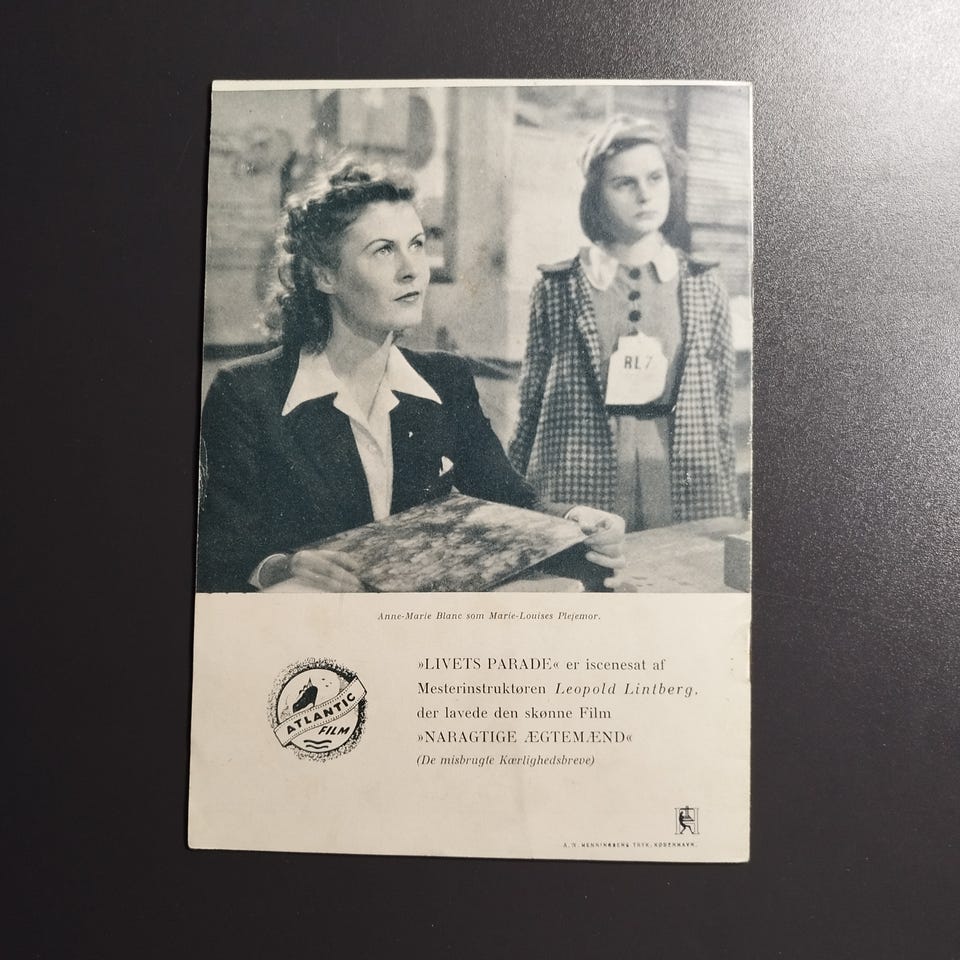 RL7
Anne-Marie Blanc som Marie-Louises Plejemor.
ATLANTIC
FILM
»LIVETS PARADE« er iscenesat af
Mesterinstruktøren Leopold Lintberg,
der lavede den skønne Film
»NARAGTIGE ÆGTEMÆND«
(De misbrugte Kærlighedsbreve)
A. W. HENNINGSENS TRYK, KØBENHAVN.